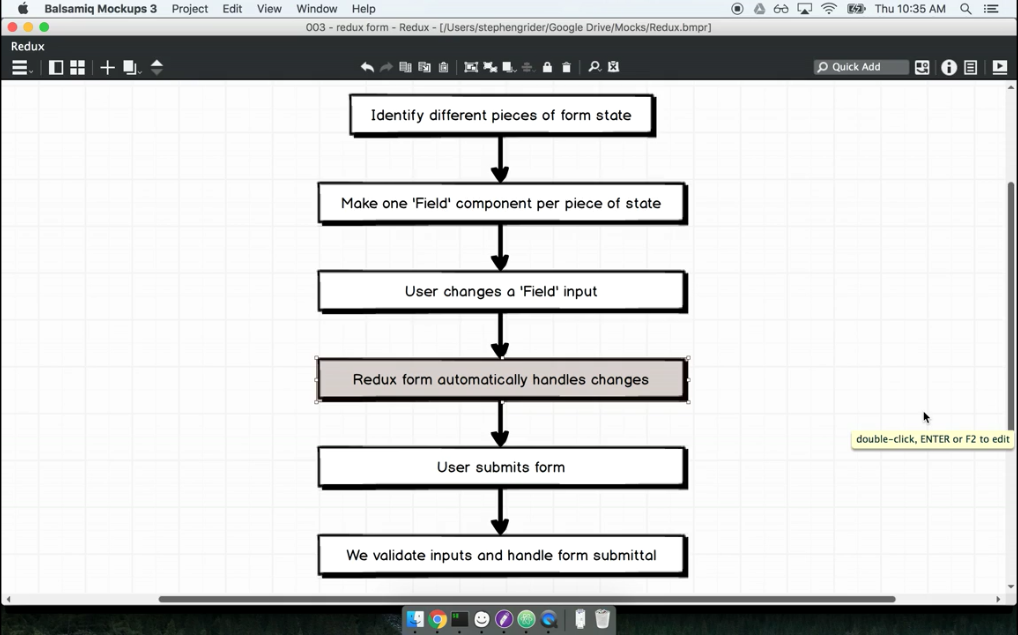 Balsamiq Mockups 3 Project Edit View Window Help Thu 10:35 AM
003 - redux form - Redux - [/Users/stephengrider/Google Drive/Mocks/Redux.bmpr]
Redux
Quick Add
Identify different pieces of form state
Make one 'Field' component per piece of state
User changes a 'Field' input
Redux form automatically handles changes
double-click, ENTER or F2 to edit
User submits form
We validate inputs and handle form submittal